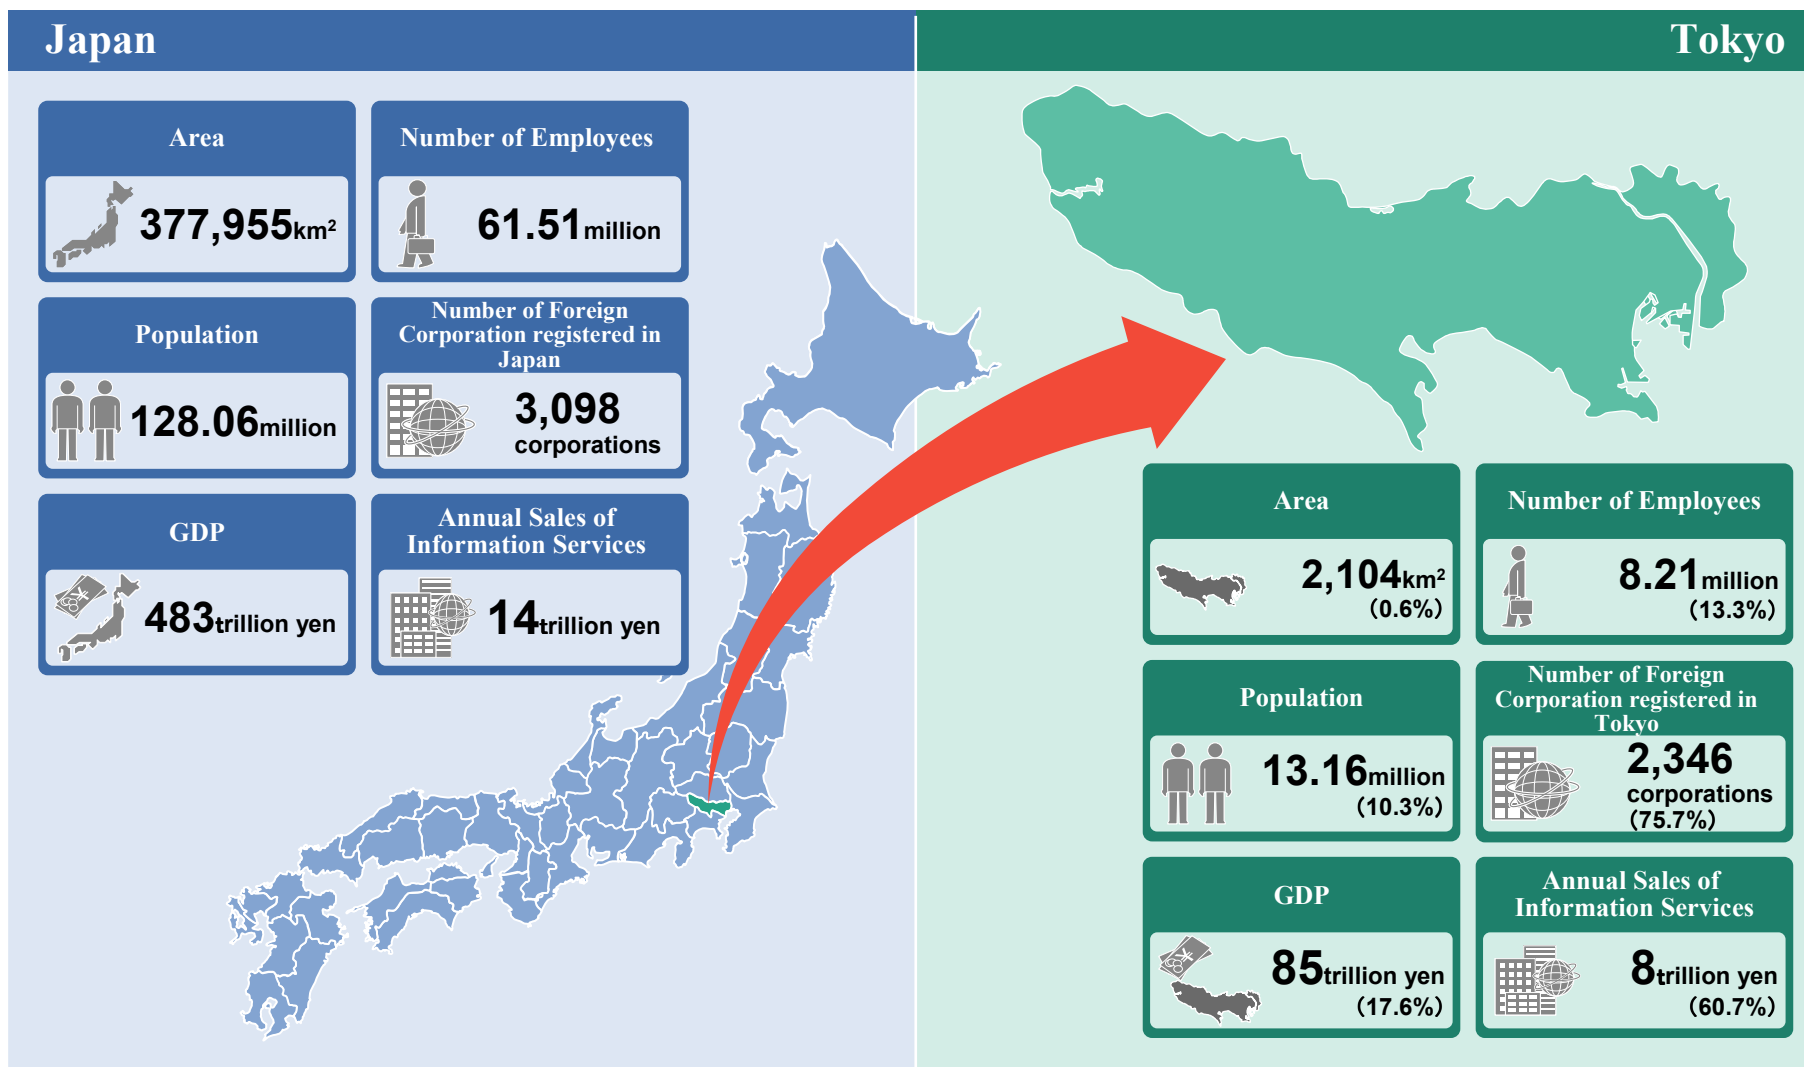 Japan
Area
377,955km²
Number of Employees
61.51million
Population
128.06million
Number of Foreign
Corporation registered in
Japan
3,098
corporations
GDP
483trillion yen
Annual Sales of
Information Services
14trillion yen
Tokyo
Area
2,104km²
(0.6%)
Number of Employees
8.21million
(13.3%)
Population
13.16million
(10.3%)
Number of Foreign
Corporation registered in
Tokyo
2,346
corporations
(75.7%)
GDP
85trillion yen
(17.6%)
Annual Sales of
Information Services
8trillion yen
(60.7%)